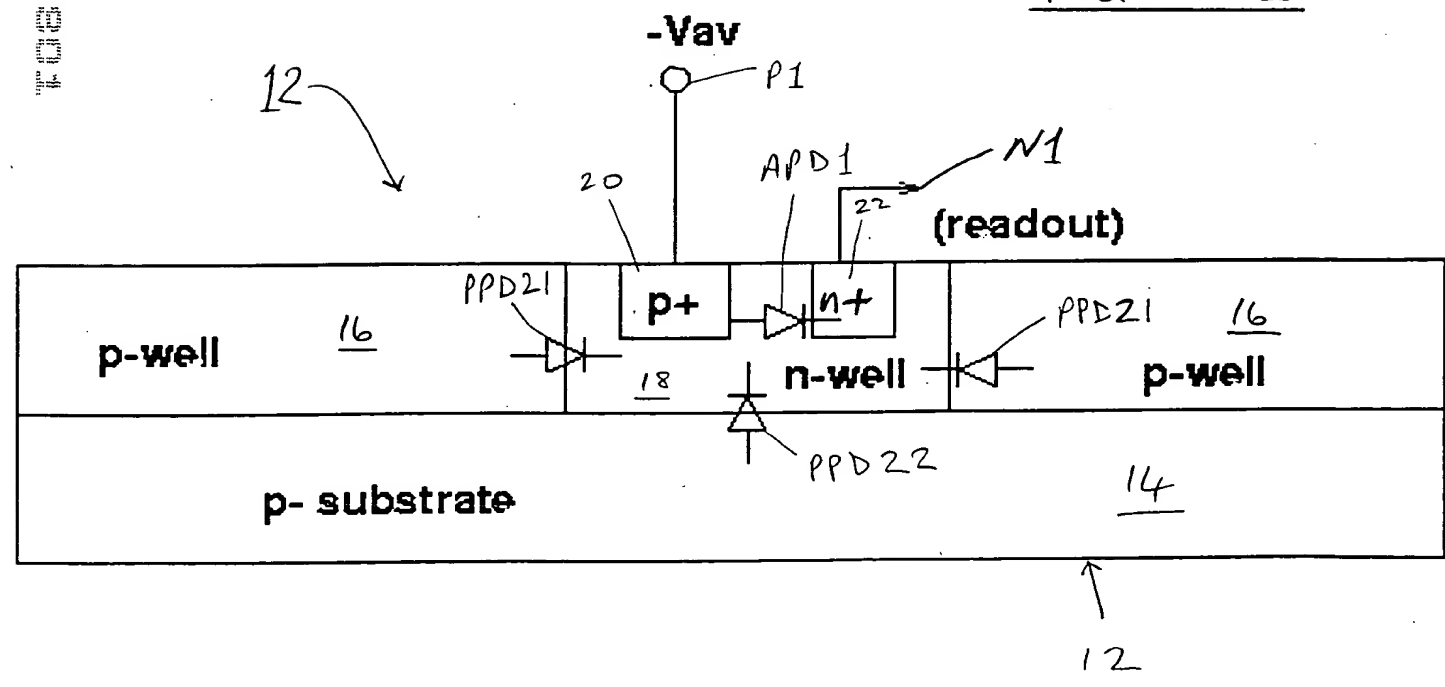 -Vav
P1
12
APD1
N1
20
22
(readout)
PPD21
p+
n+
PPD21
16
16
p-well
18
n-well
p-well
PPD22
14
p- substrate
12